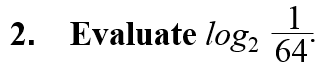 2. Evaluate log₂ 1/64.